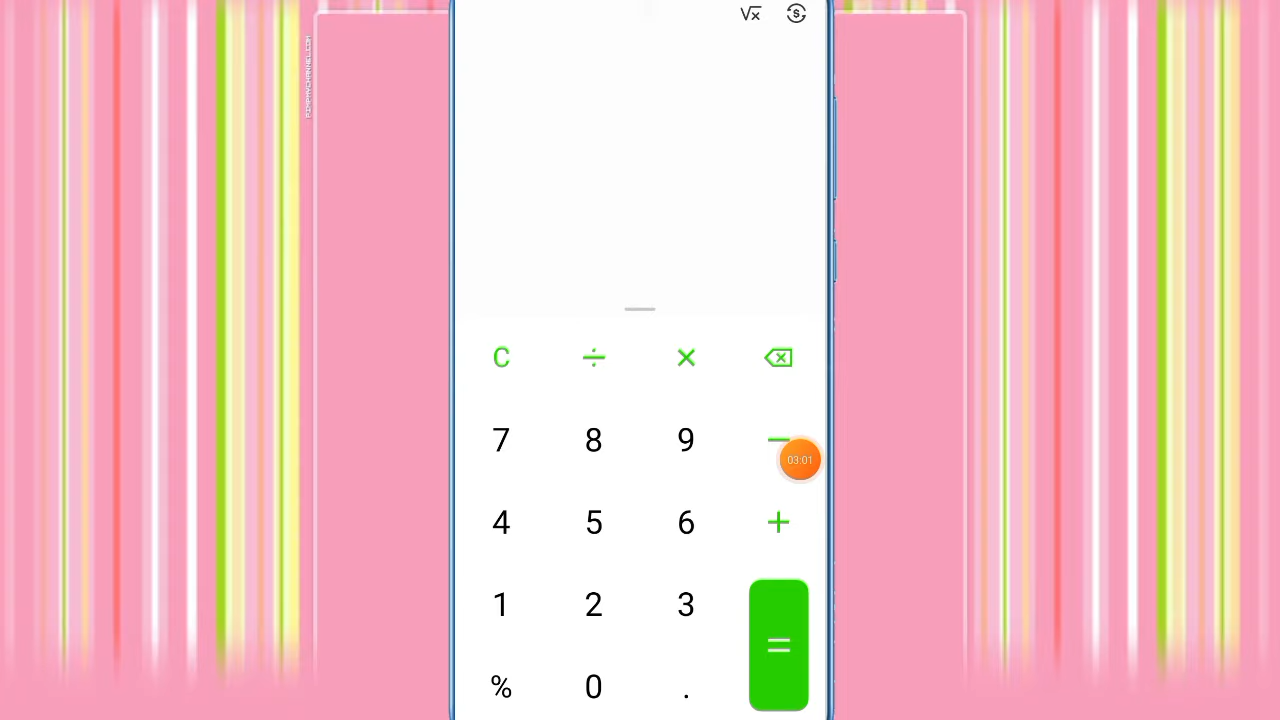 √x $
C ÷ ×
7 8 9 −
03:01
4 5 6 +
1 2 3
% 0 . =